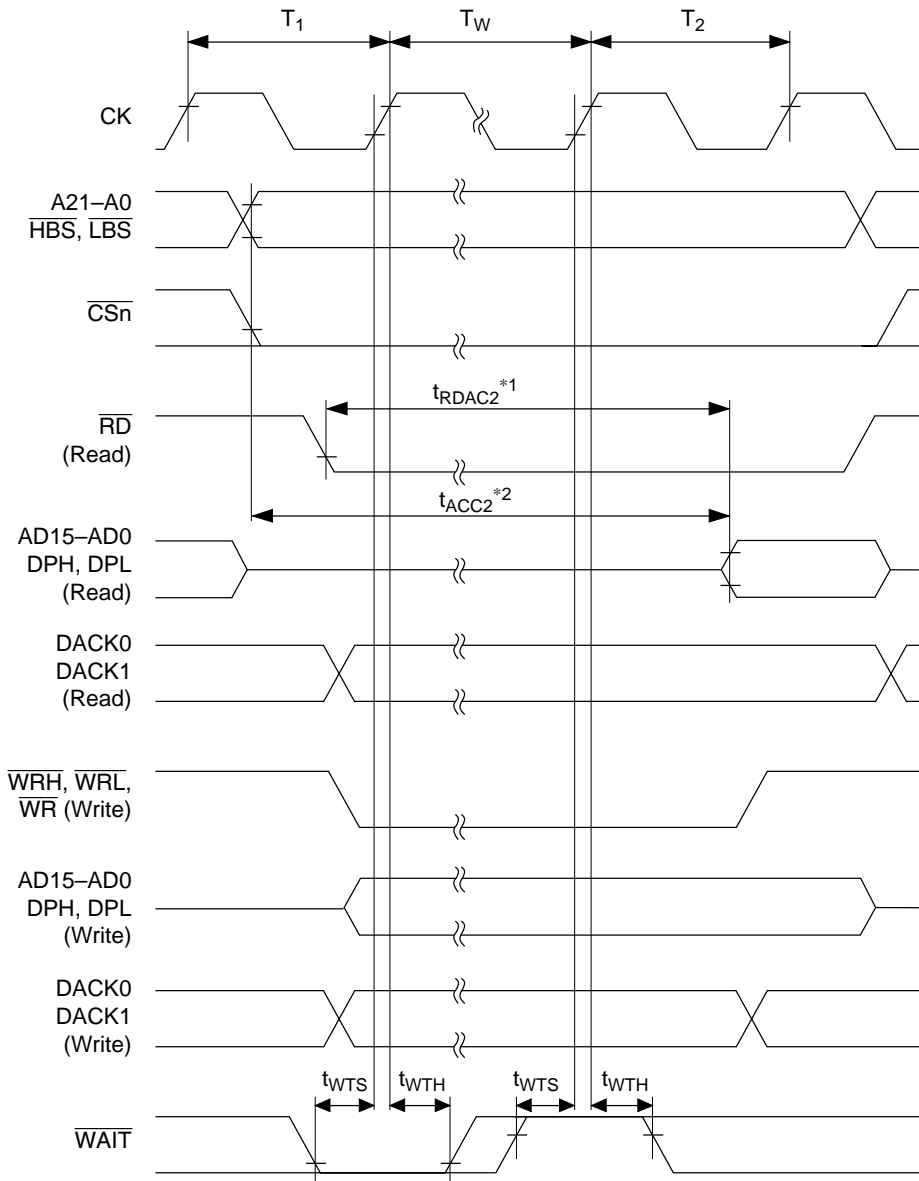 T1 TW T2
CK
A21–A0
HBS, LBS
CSn
tRDAC2*1
RD
(Read)
tACC2*2
AD15–AD0
DPH, DPL
(Read)
DACK0
DACK1
(Read)
WRH, WRL,
WR (Write)
AD15–AD0
DPH, DPL
(Write)
DACK0
DACK1
(Write)
tWTS tWTH tWTS tWTH
WAIT